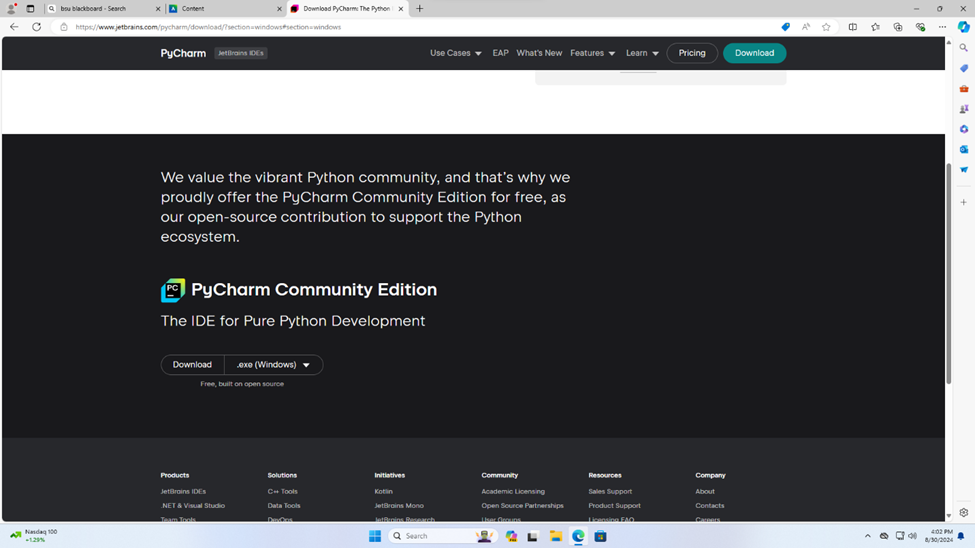 bsu blackboard - Search
Content
Download PyCharm: The Python I
https://www.jetbrains.com/pycharm/download/?section=windows#section=windows
PyCharm
JetBrains IDEs
Use Cases
EAP
What's New
Features
Learn
Pricing
Download
We value the vibrant Python community, and that's why we
proudly offer the PyCharm Community Edition for free, as
our open-source contribution to support the Python
ecosystem.
PC
PyCharm Community Edition
The IDE for Pure Python Development
Download
.exe (Windows)
Free, built on open source
Products
Solutions
Initiatives
Community
Resources
Company
JetBrains IDEs
C++ Tools
Kotlin
Academic Licensing
Sales Support
About
.NET & Visual Studio
Data Tools
JetBrains Mono
Open Source Partnerships
Product Support
Contacts
Team Tools
DevOps
JetBrains Research
User Groups
Licensing FAQ
Careers
Nasdaq 100
+1.29%
Search
4:02 PM
8/30/2024